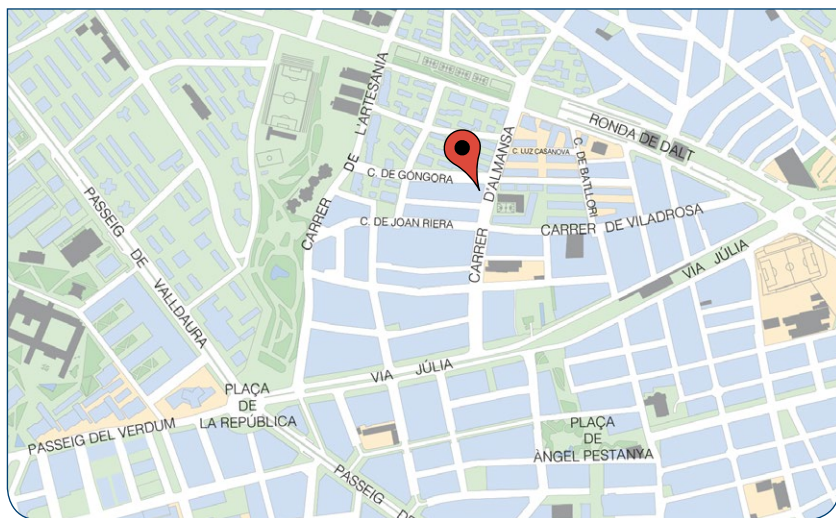 CARRER DE L'ARTESANIA
RONDA DE DALT
CARRER D'ALMANSA
C. LUZ CASANOVA
C. DE BATLLORI
C. DE GÓNGORA
PASSEIG DE VALLDAURA
C. DE JOAN RIERA
CARRER DE VILADROSA
VIA JÚLIA
VIA JÚLIA
PLAÇA
DE
LA REPÚBLICA
PASSEIG DEL VERDUM
PLAÇA
DE
ÀNGEL PESTANYA
PASSEIG